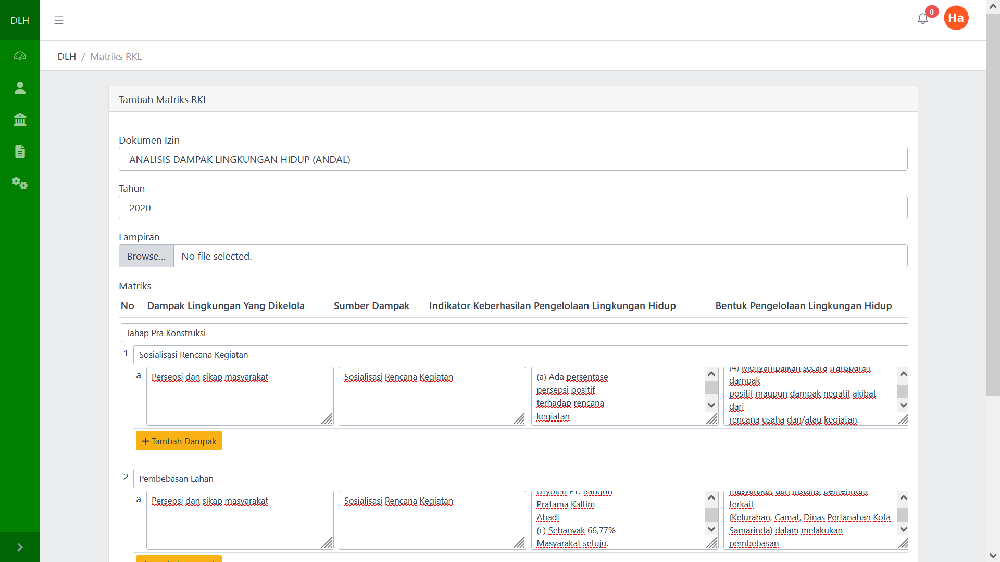 DLH
0
Ha
DLH / Matriks RKL
Tambah Matriks RKL
Dokumen Izin
ANALISIS DAMPAK LINGKUNGAN HIDUP (ANDAL)
Tahun
2020
Lampiran
Browse... No file selected.
Matriks
No Dampak Lingkungan Yang Dikelola Sumber Dampak Indikator Keberhasilan Pengelolaan Lingkungan Hidup Bentuk Pengelolaan Lingkungan Hidup
Tahap Pra Konstruksi
1 Sosialisasi Rencana Kegiatan
a Persepsi dan sikap masyarakat
Sosialisasi Rencana Kegiatan
(a) Ada persentase
persepsi positif
terhadap rencana
kegiatan
(4) Menyampaikan secara transparan
dampak
positif maupun dampak negatif akibat
dari
rencana usaha dan/atau kegiatan.
+ Tambah Dampak
2 Pembebasan Lahan
a Persepsi dan sikap masyarakat
Sosialisasi Rencana Kegiatan
cityoleh PT. Bangun
Pratama Kaltim
Abadi
(c) Sebanyak 66,77%
Masyarakat setuju.
masyarakat dan instansi pemerintah
terkait
(Kelurahan, Camat, Dinas Pertanahan Kota
Samarinda) dalam melakukan
pembebasan